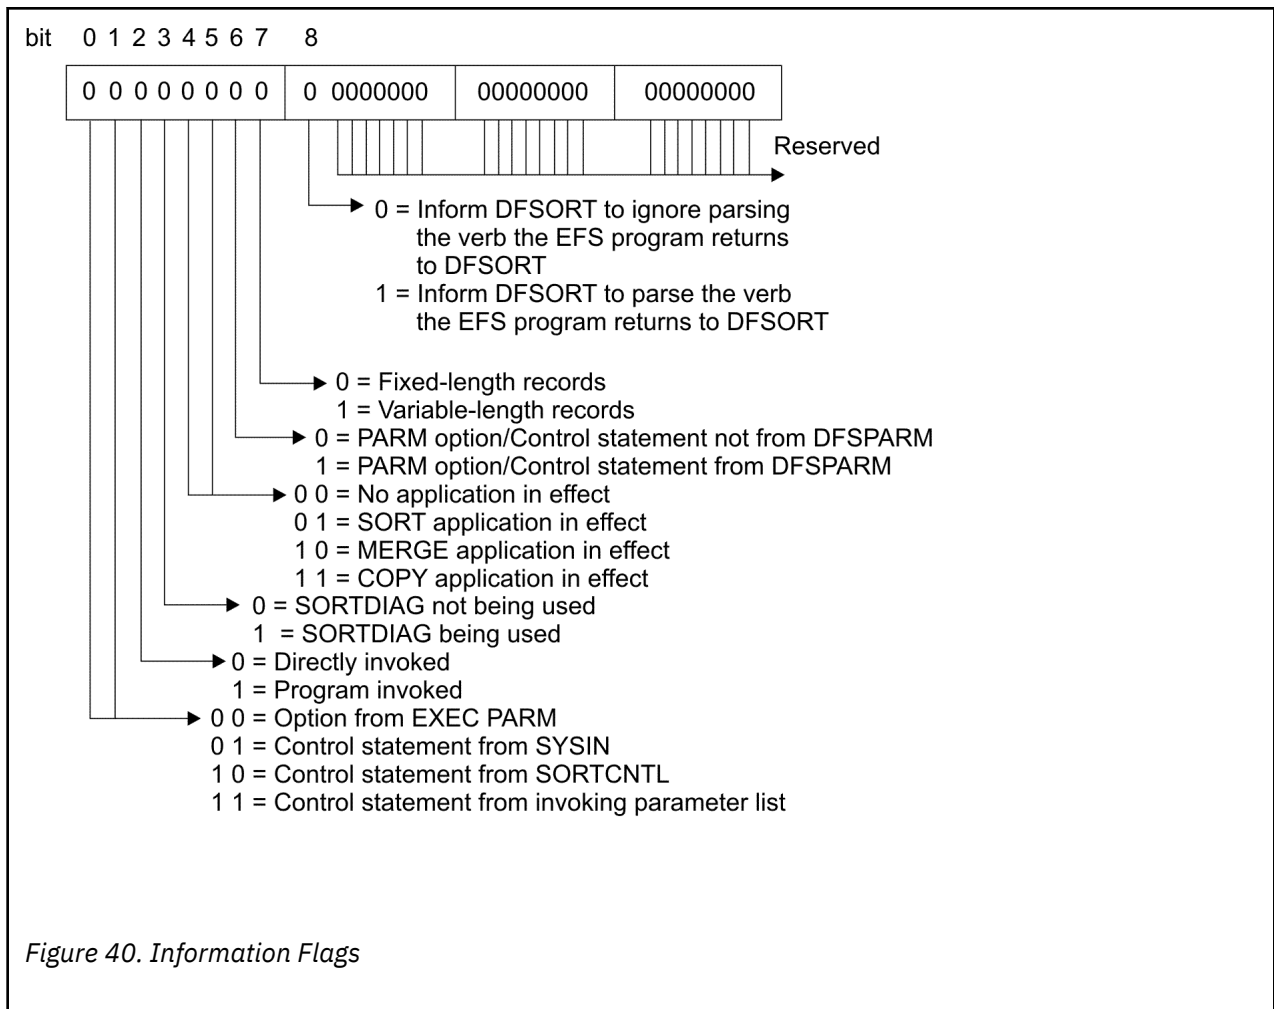 bit 0 1 2 3 4 5 6 7 8
0 0 0 0 0 0 0 0 0 0000000 00000000 00000000
Reserved
0 = Inform DFSORT to ignore parsing
the verb the EFS program returns
to DFSORT
1 = Inform DFSORT to parse the verb
the EFS program returns to DFSORT
0 = Fixed-length records
1 = Variable-length records
0 = PARM option/Control statement not from DFSPARM
1 = PARM option/Control statement from DFSPARM
0 0 = No application in effect
0 1 = SORT application in effect
1 0 = MERGE application in effect
1 1 = COPY application in effect
0 = SORTDIAG not being used
1 = SORTDIAG being used
0 = Directly invoked
1 = Program invoked
0 0 = Option from EXEC PARM
0 1 = Control statement from SYSIN
1 0 = Control statement from SORTCNTL
1 1 = Control statement from invoking parameter list
Figure 40. Information Flags